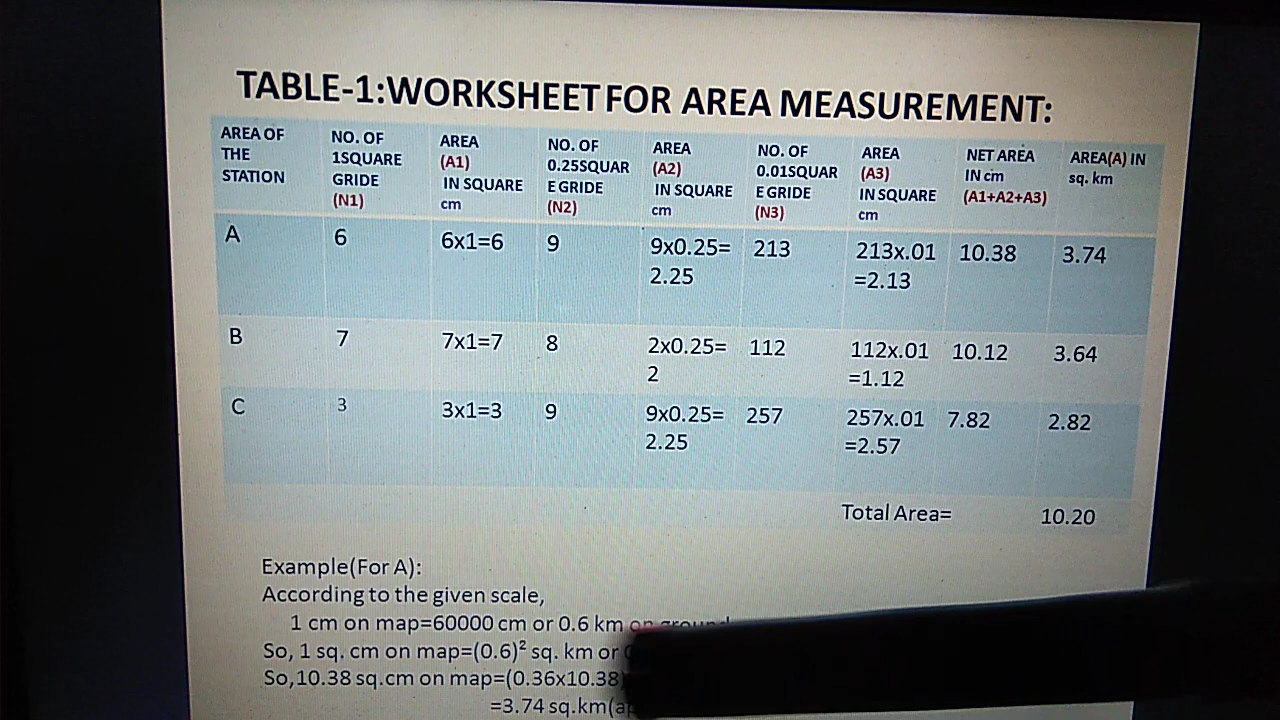 TABLE-1:WORKSHEET FOR AREA MEASUREMENT:
AREA OF THE STATION | NO. OF 1SQUARE GRIDE (N1) | AREA (A1) IN SQUARE cm | NO. OF 0.25SQUAR E GRIDE (N2) | AREA (A2) IN SQUARE cm | NO. OF 0.01SQUAR E GRIDE (N3) | AREA (A3) IN SQUARE cm | NET AREA IN cm (A1+A2+A3) | AREA(A) IN sq. km
A | 6 | 6x1=6 | 9 | 9x0.25= 2.25 | 213 | 213x.01 =2.13 | 10.38 | 3.74
B | 7 | 7x1=7 | 8 | 2x0.25= 2 | 112 | 112x.01 =1.12 | 10.12 | 3.64
C | 3 | 3x1=3 | 9 | 9x0.25= 2.25 | 257 | 257x.01 =2.57 | 7.82 | 2.82
Total Area= 10.20
Example(For A):
According to the given scale,
1 cm on map=60000 cm or 0.6 km on ground
So, 1 sq. cm on map=(0.6)² sq. km or
So,10.38 sq.cm on map=(0.36x10.38)
=3.74 sq.km